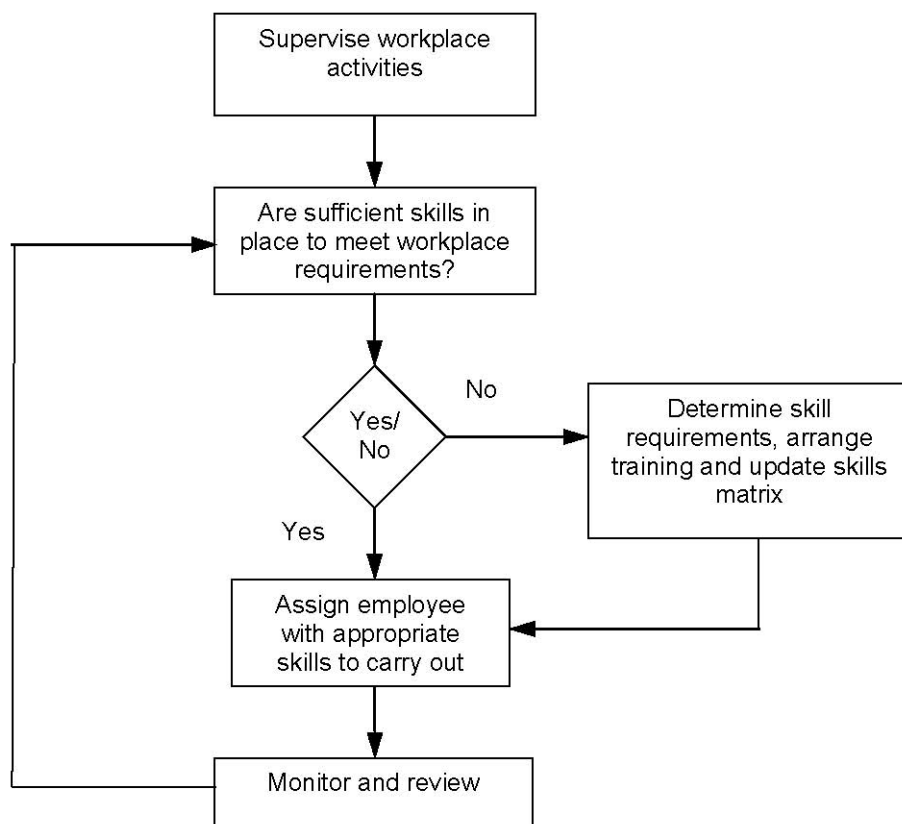 Supervise workplace
activities
Are sufficient skills in
place to meet workplace
requirements?
Yes/
No
No
Determine skill
requirements, arrange
training and update skills
matrix
Yes
Assign employee
with appropriate
skills to carry out
Monitor and review